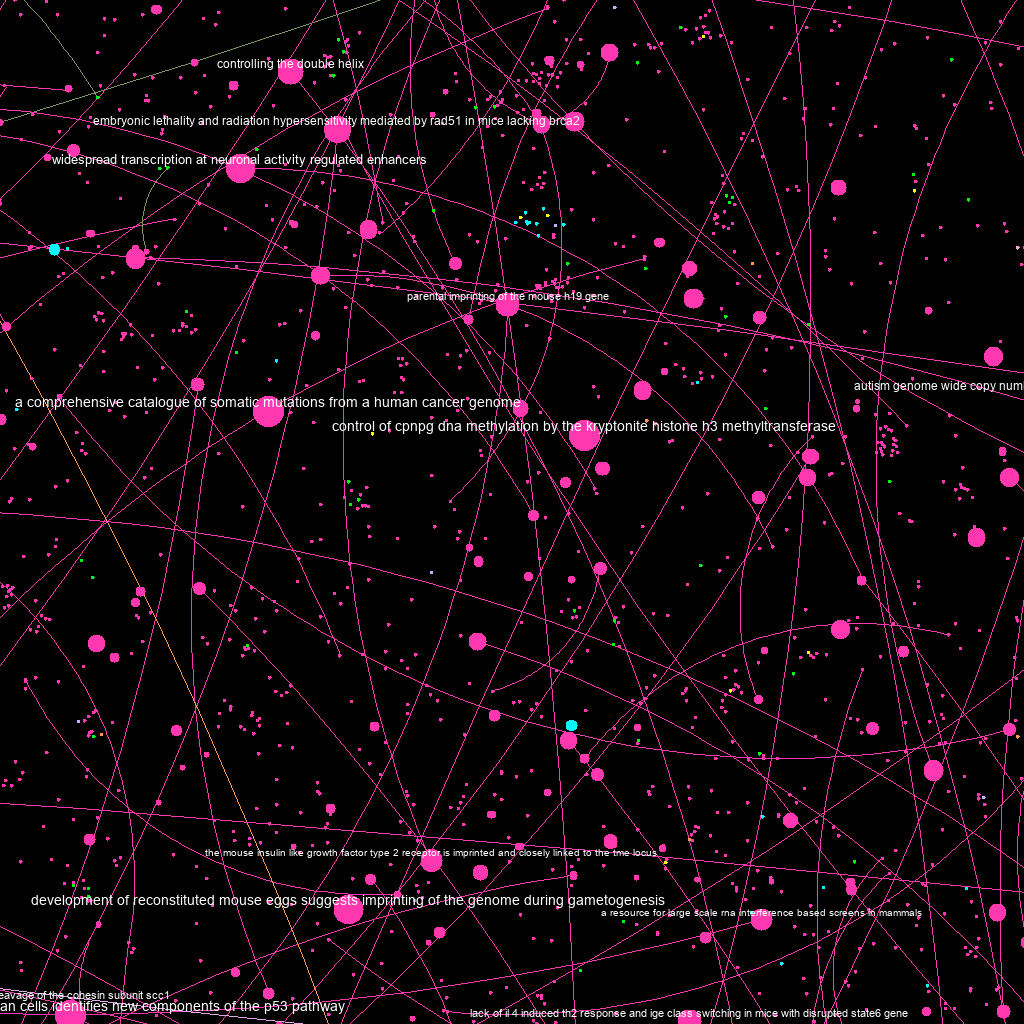 controlling the double helix
embryonic lethality and radiation hypersensitivity mediated by rad51 in mice lacking brca2
widespread transcription at neuronal activity regulated enhancers
parental imprinting of the mouse h19 gene
autism genome wide copy num
a comprehensive catalogue of somatic mutations from a human cancer genome
control of cpnpg dna methylation by the kryptonite histone h3 methyltransferase
the mouse insulin like growth factor type 2 receptor is imprinted and closely linked to the tme locus
development of reconstituted mouse eggs suggests imprinting of the genome during gametogenesis
a resource for large scale rna interference based screens in mammals
eavage of the cohesin subunit scc1
an cells identifies new components of the p53 pathway
lack of il 4 induced th2 response and ige class switching in mice with disrupted state6 gene